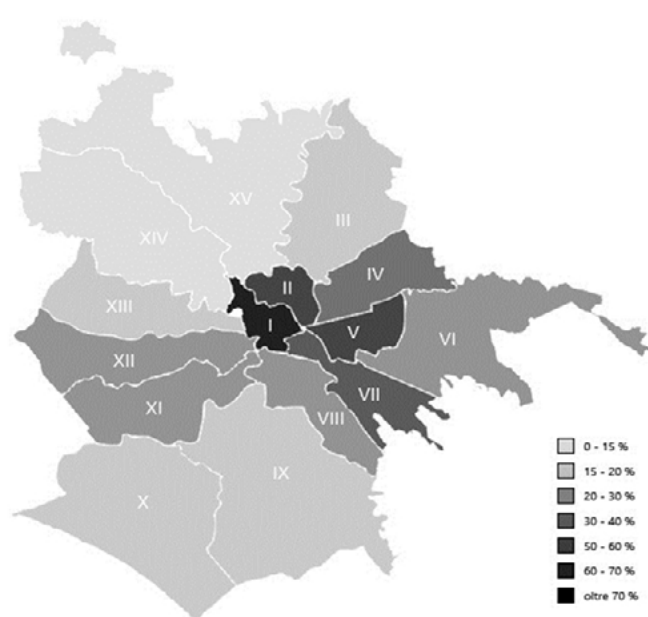 XV
III
XIV
IV
II
XIII
I
V
VI
XII
VII
XI
VIII
IX
X
0 - 15 %
15 - 20 %
20 - 30 %
30 - 40 %
50 - 60 %
60 - 70 %
oltre 70 %